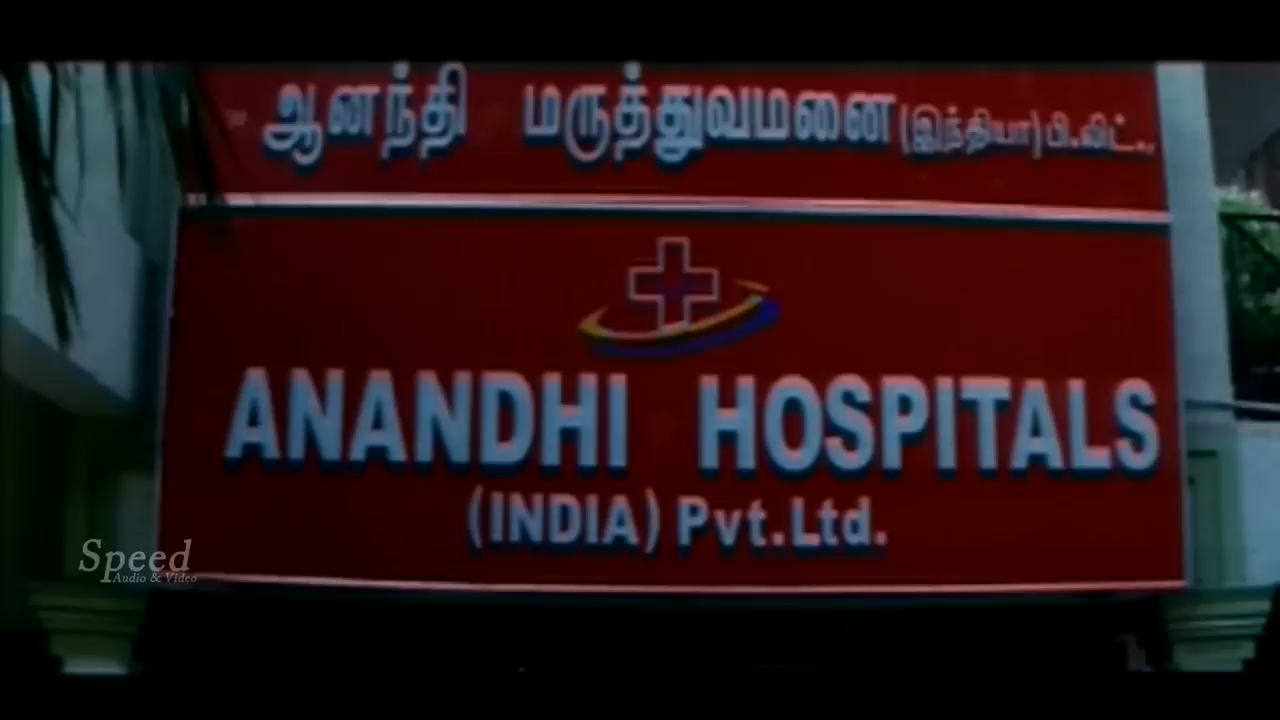 ஆனந்தி மருத்துவமனை (இந்தியா) பி.லிட்.,
ANANDHI HOSPITALS
(INDIA) Pvt.Ltd.
Speed
Audio & Video